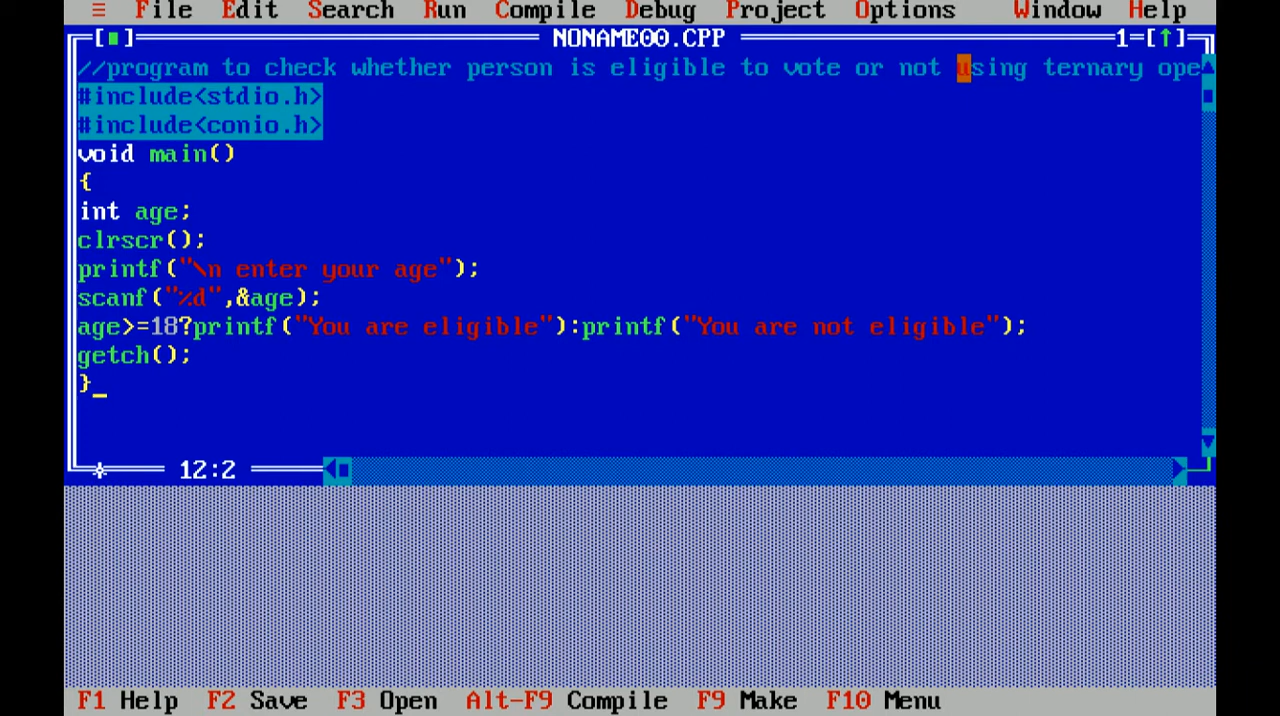 ≡ File Edit Search Run Compile Debug Project Options Window Help
[■] NONAME00.CPP 1=[↑]
//program to check whether person is eligible to vote or not using ternary ope
#include<stdio.h>
#include<conio.h>
void main()
{
int age;
clrscr();
printf("\n enter your age");
scanf("%d",&age);
age>=18?printf("You are eligible"):printf("You are not eligible");
getch();
}_
12:2
F1 Help F2 Save F3 Open Alt-F9 Compile F9 Make F10 Menu